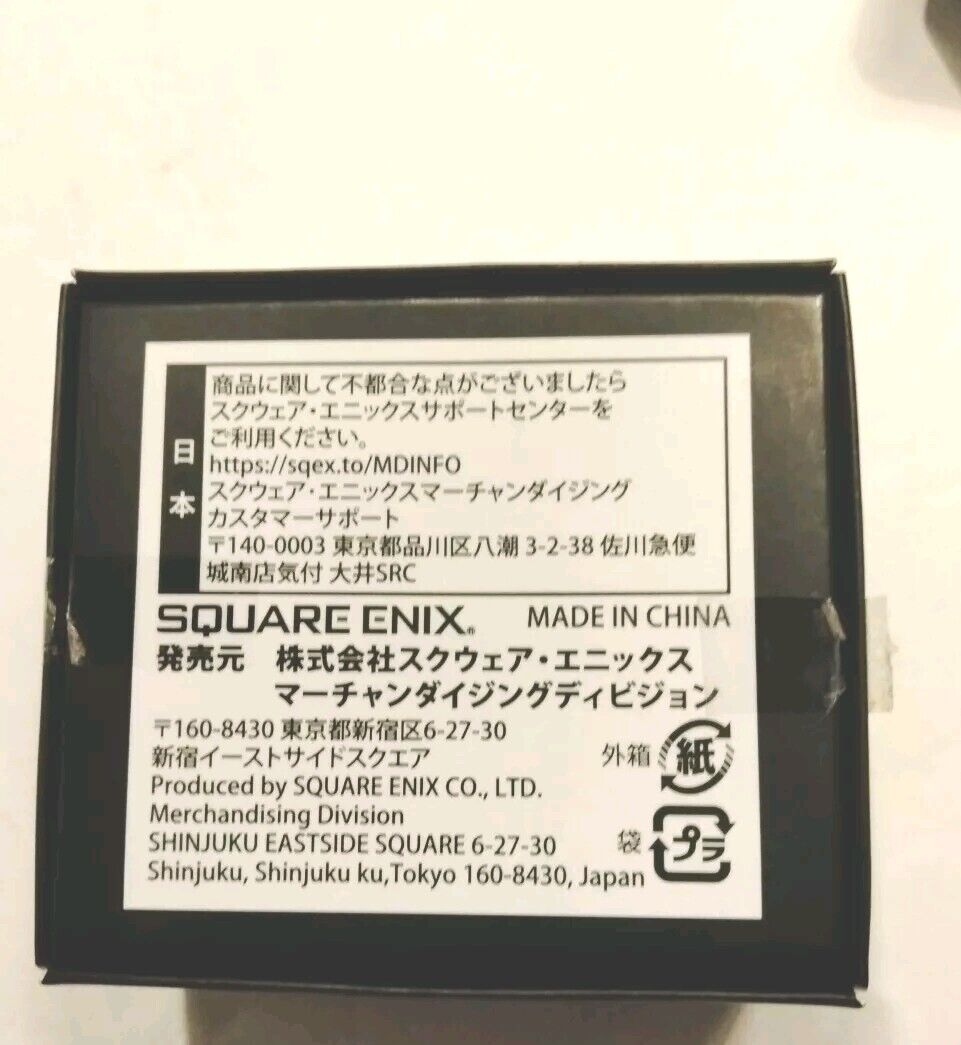 日本
商品に関して不都合な点がございましたら
スクウェア・エニックスサポートセンターを
ご利用ください。
https://sqex.to/MDINFO
スクウェア・エニックスマーチャンダイジング
カスタマーサポート
〒140-0003 東京都品川区八潮 3-2-38 佐川急便
城南店気付 大井SRC
SQUARE ENIX® MADE IN CHINA
発売元 株式会社スクウェア・エニックス
マーチャンダイジングディビジョン
〒160-8430 東京都新宿区6-27-30
新宿イーストサイドスクエア
Produced by SQUARE ENIX CO., LTD.
Merchandising Division
SHINJUKU EASTSIDE SQUARE 6-27-30
Shinjuku, Shinjuku ku,Tokyo 160-8430, Japan
外箱 紙
袋 プラ